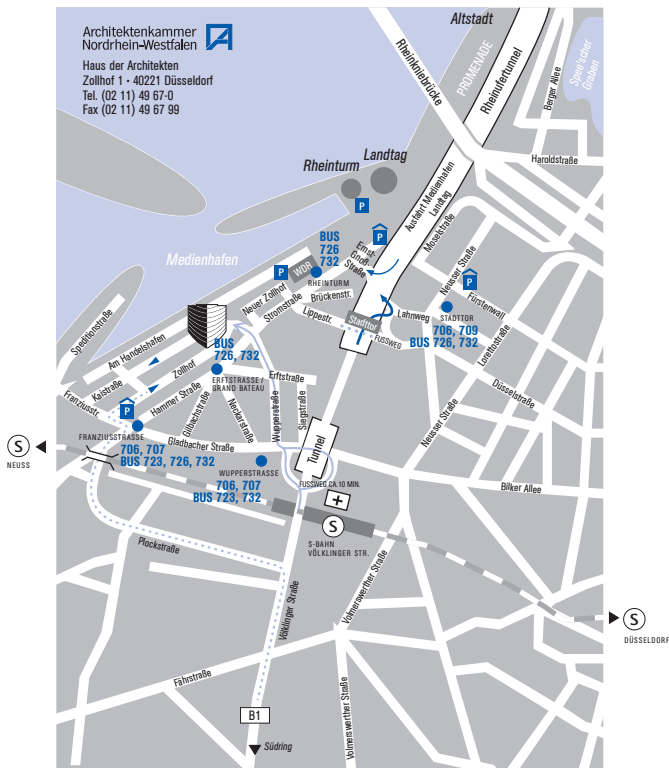 Architektenkammer
Nordrhein-Westfalen
Haus der Architekten
Zollhof 1 · 40221 Düsseldorf
Tel. (02 11) 49 67-0
Fax (02 11) 49 67 99
Altstadt
Rheinkniebrücke
PROMENADE
Rheinufertunnel
Berger Allee
Spee'scher
Graben
Haroldstraße
Rheinturm
Landtag
P
P
Ausfahrt Medienhafen
Landtag
Moselstraße
Medienhafen
BUS
726
732
Ernst-
Gnoß-
Straße
P
WDR
RHEINTURM
Neuer Zollhof
Stromstraße
Brückenstr.
Lippestr.
Stadttor
FUSSWEG
Lahnweg
Neusser Straße
P
Fürsterwall
STADTTOR
706, 709
BUS 726, 732
Lorettostraße
Düsselstraße
Neusser Straße
Speditionstraße
Am Handelshafen
Kaistraße
Zollhof
Franziusstr.
Hammer Straße
BUS
726, 732
ERFTSTRASSE /
GRAND BATEAU
Erftstraße
Gilbachstraße
Neckarstraße
Wupperstraße
Siegstraße
P
FRANZIUSSTRASSE
706, 707
BUS 723, 726, 732
Gladbacher Straße
WUPPERSTRASSE
706, 707
BUS 723, 732
Tunnel
FUSSWEG CA.10 MIN.
S
NEUSS
Bilker Allee
S
S-BAHN
VÖLKLINGER STR.
Plockstraße
Völklinger Straße
Volmerswerther Straße
S
DÜSSELDORF
Fährstraße
Volmerswerther Straße
B1
Südring